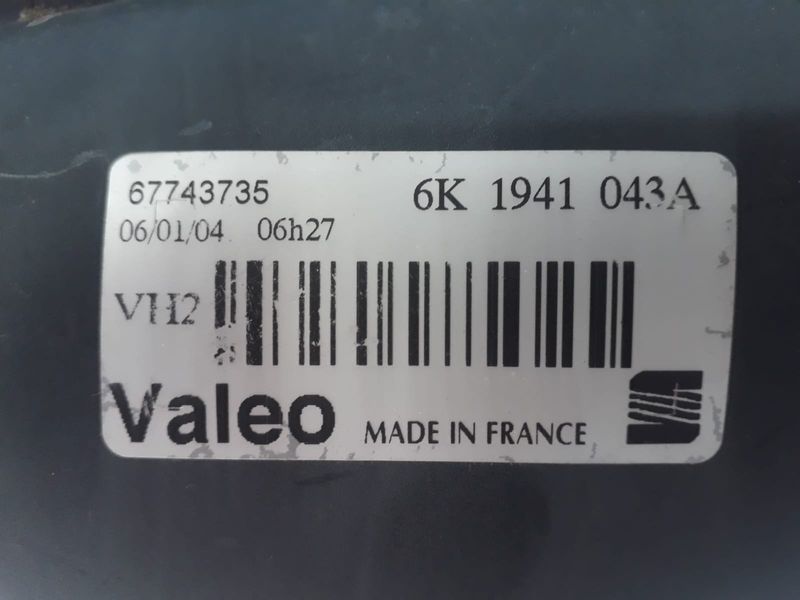 67743735 6K 1941 043A
06/01/04 06h27
VH2
Valeo MADE IN FRANCE